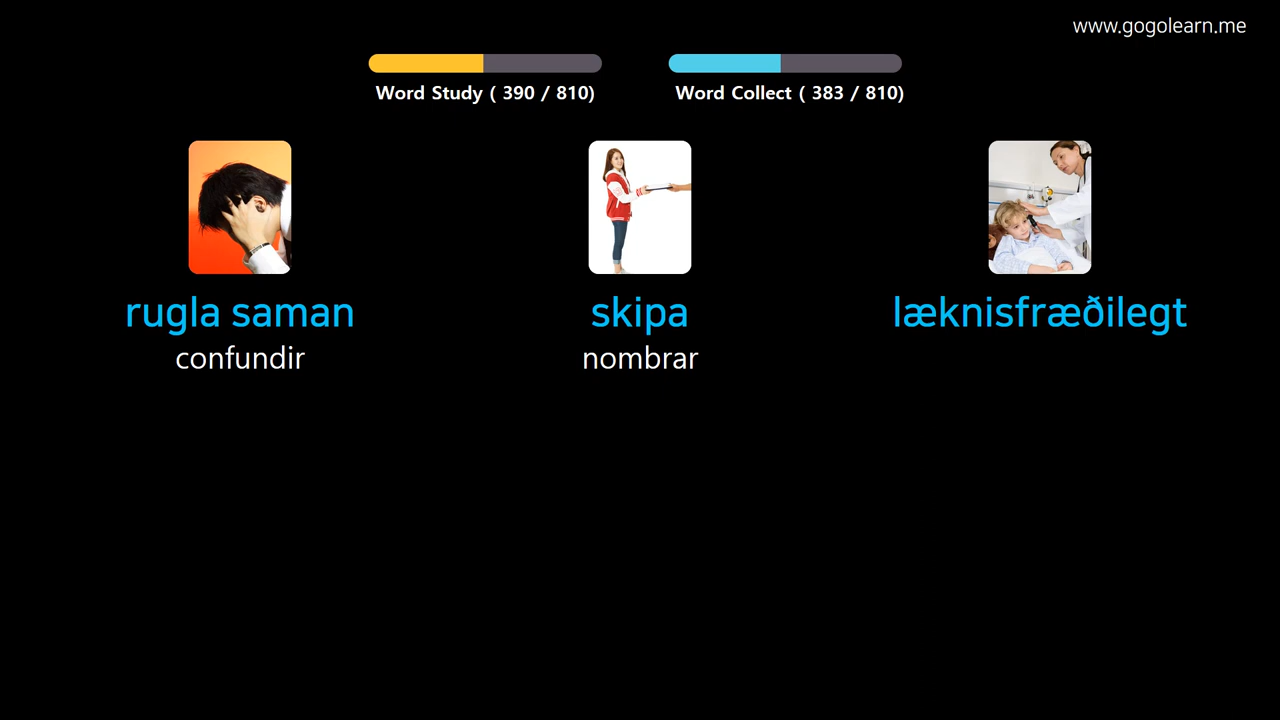 www.gogolearn.me
Word Study ( 390 / 810)
Word Collect ( 383 / 810)
rugla saman
confundir
skipa
nombrar
læknisfræðilegt